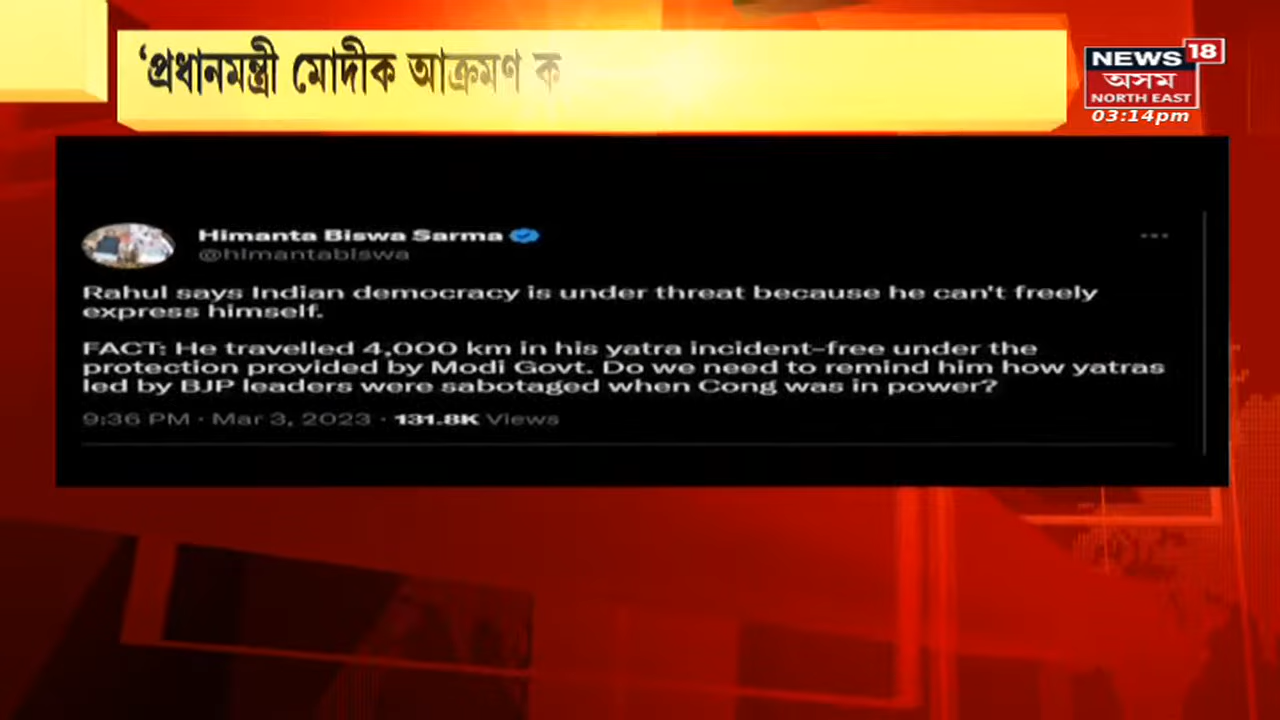 ‘প্ৰধানমন্ত্ৰী মোদীক আক্ৰমণ ক
NEWS 18
অসম
NORTH EAST
03:14pm
Himanta Biswa Sarma
@himantabiswa
Rahul says Indian democracy is under threat because he can't freely
express himself.
FACT: He travelled 4,000 km in his yatra incident-free under the
protection provided by Modi Govt. Do we need to remind him how yatras
led by BJP leaders were sabotaged when Cong was in power?
9:36 PM · Mar 3, 2023 · 131.8K Views